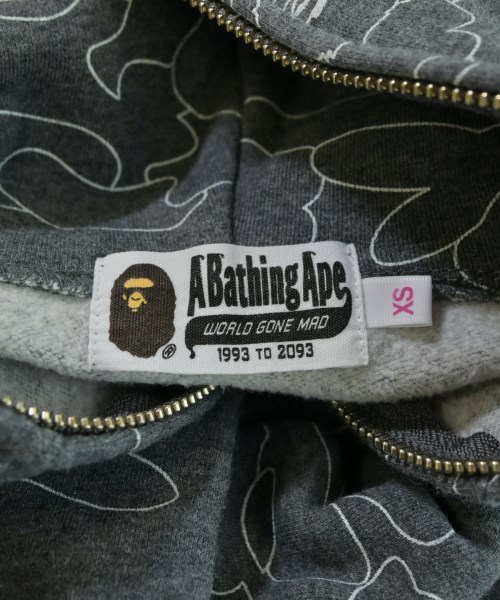 A Bathing Ape
®
WORLD GONE MAD
1993 TO 2093
XS